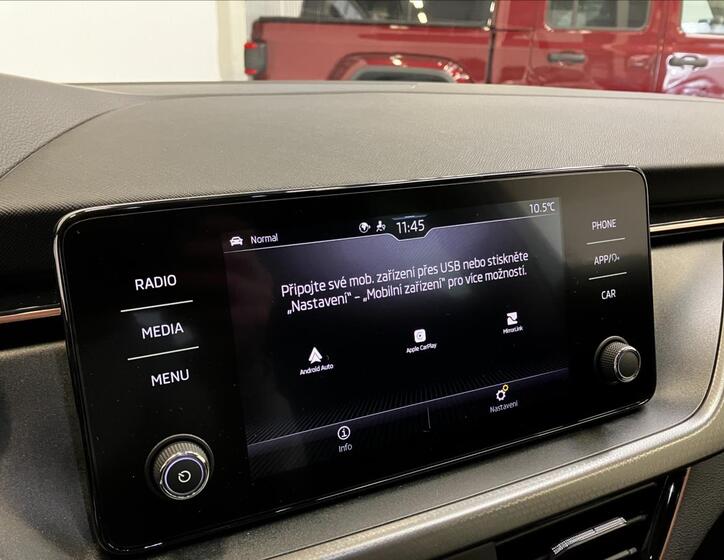 Normal
11:45
10.5°C
RADIO
MEDIA
MENU
PHONE
APP/
CAR
Připojte své mob. zařízení přes USB nebo stiskněte
„Nastavení“ – „Mobilní zařízení“ pro více možností.
Android Auto
Apple CarPlay
MirrorLink
Info
Nastavení